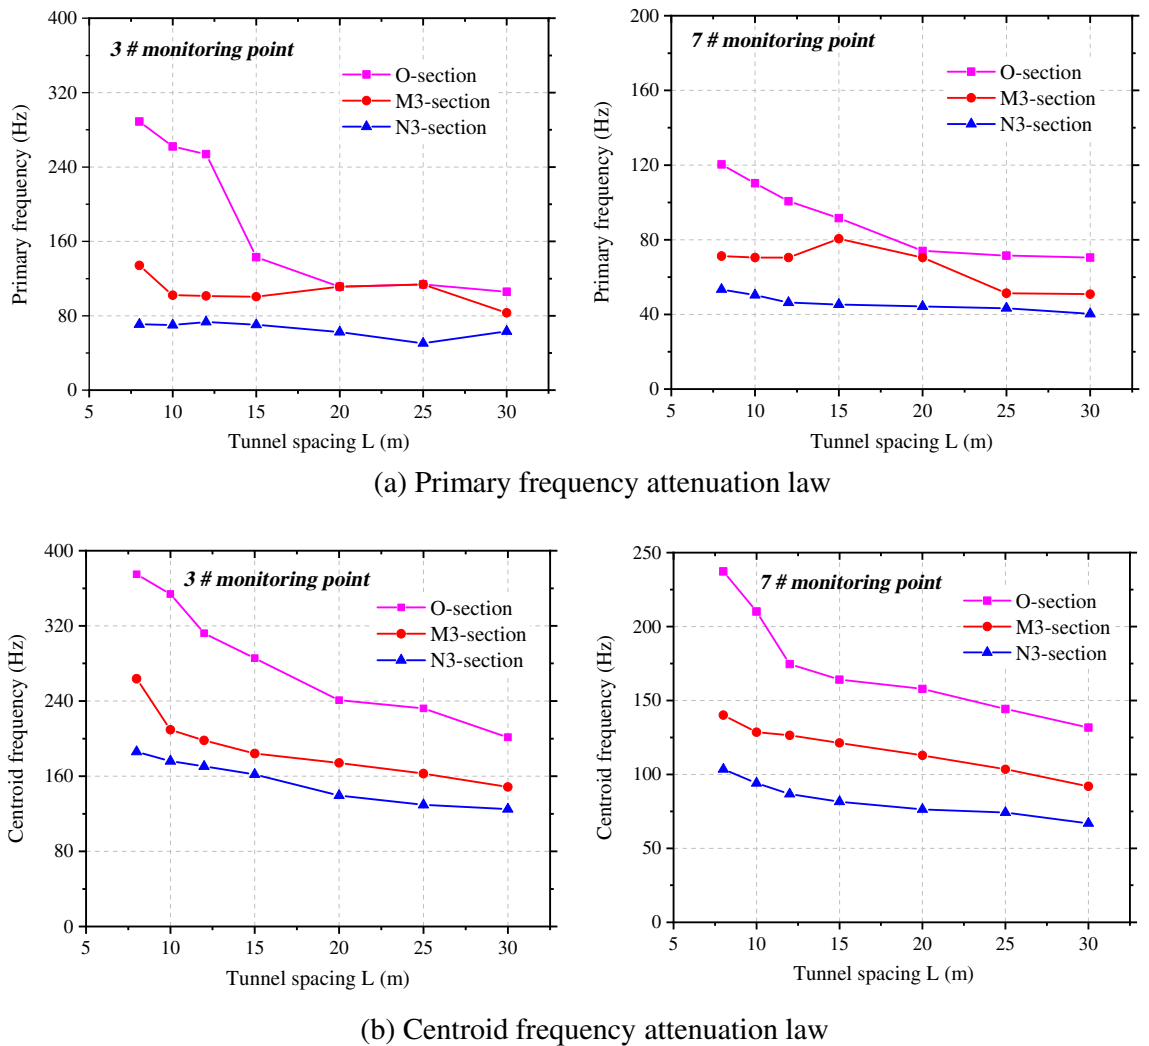 3 # monitoring point
O-section
M3-section
N3-section
Primary frequency (Hz)
400
320
240
160
80
0
5 10 15 20 25 30
Tunnel spacing L (m)
7 # monitoring point
O-section
M3-section
N3-section
Primary frequency (Hz)
200
160
120
80
40
0
5 10 15 20 25 30
Tunnel spacing L (m)
(a) Primary frequency attenuation law
3 # monitoring point
O-section
M3-section
N3-section
Centroid frequency (Hz)
400
320
240
160
80
0
5 10 15 20 25 30
Tunnel spacing L (m)
7 # monitoring point
O-section
M3-section
N3-section
Centroid frequency (Hz)
250
200
150
100
50
0
5 10 15 20 25 30
Tunnel spacing L (m)
(b) Centroid frequency attenuation law